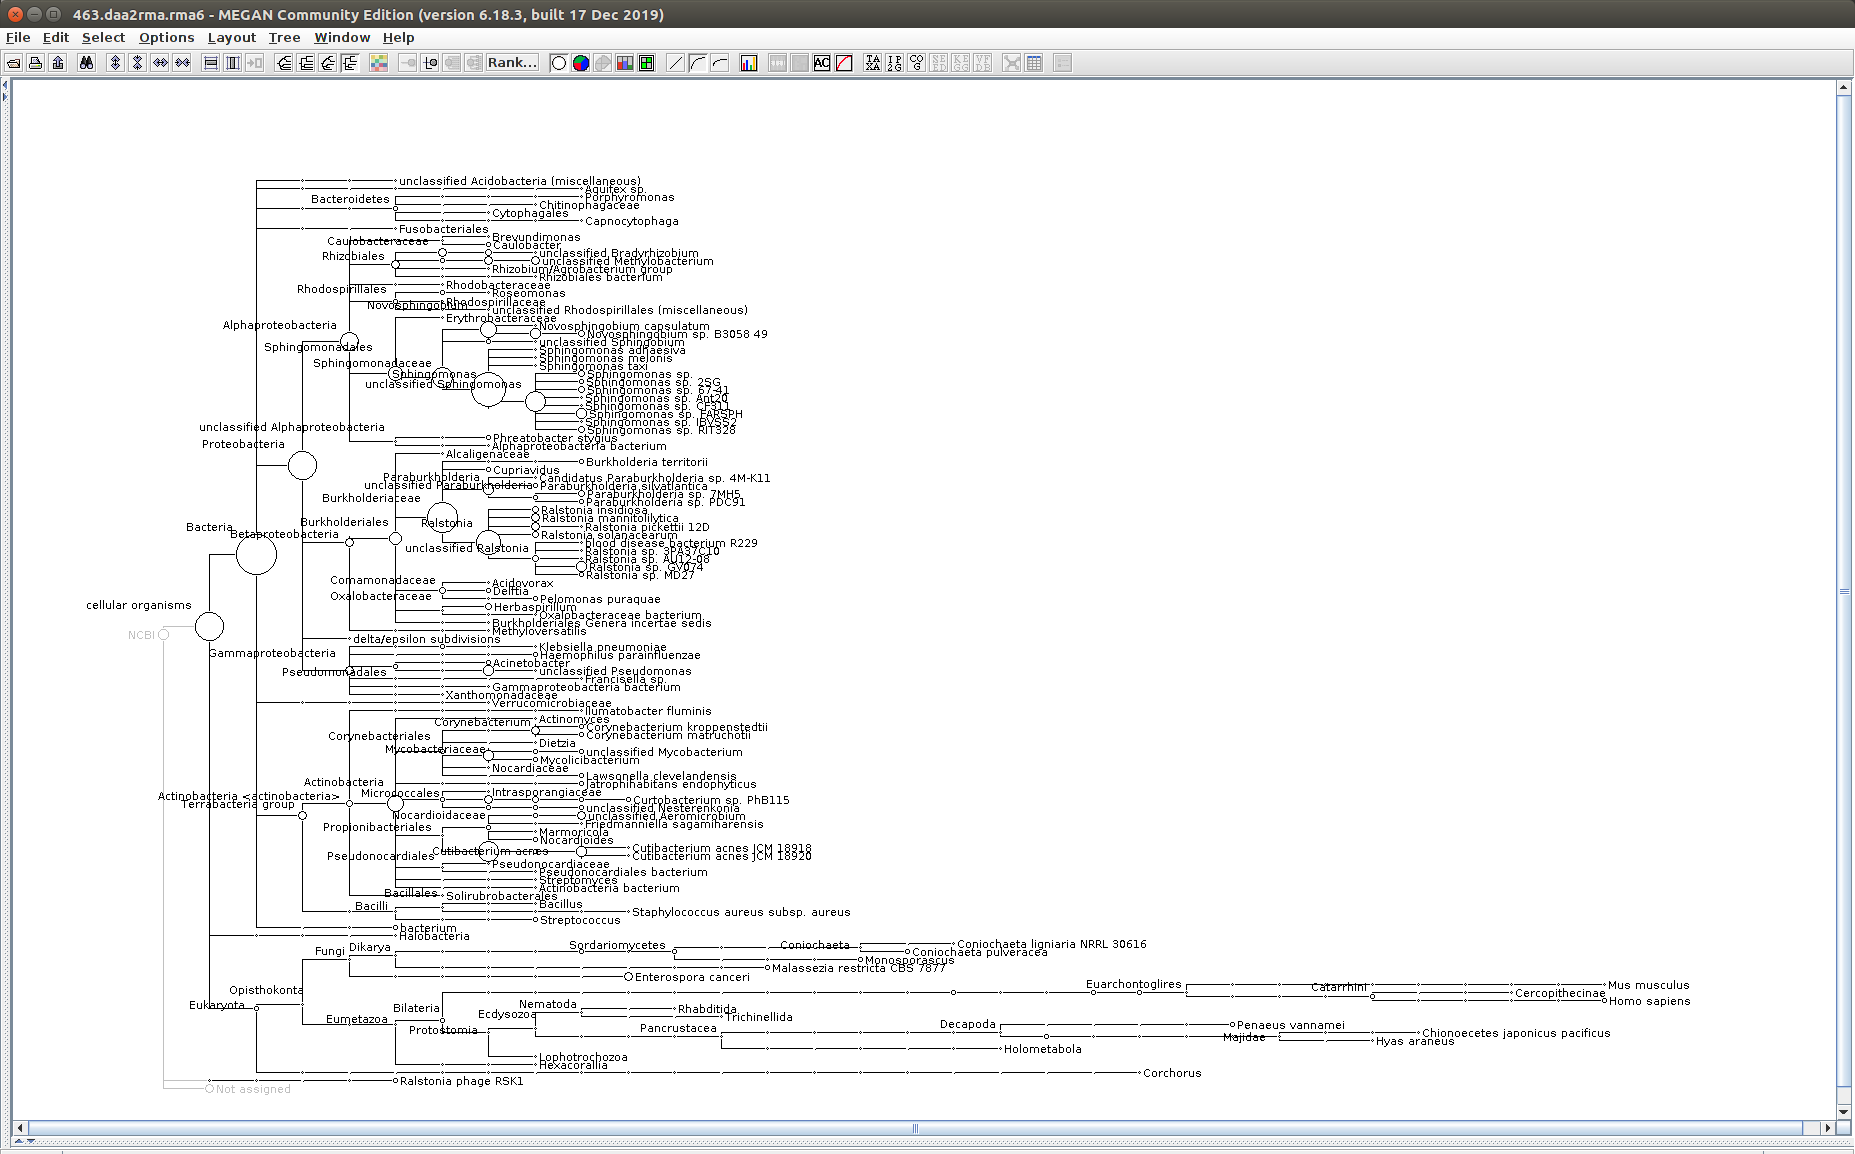 463.daa2rma.rma6 - MEGAN Community Edition (version 6.18.3, built 17 Dec 2019)
File Edit Select Options Layout Tree Window Help
Rank... AC TA XA IP 2G CO G SE ED KE GG VF DB
unclassified Acidobacteria (miscellaneous)
Aquifex sp.
Bacteroidetes
Porphyromonas
Chitinophagaceae
Cytophagales
Capnocytophaga
Fusobacteriales
Brevundimonas
Caulobacteraceae
Caulobacter
unclassified Bradyrhizobium
Rhizobiales
unclassified Methylobacterium
Rhizobium/Agrobacterium group
Rhizobiales bacterium
Rhodobacteraceae
Rhodospirillales
Roseomonas
Rhodospirillaceae
Novosphingobium
unclassified Rhodospirillales (miscellaneous)
Erythrobacteraceae
Alphaproteobacteria
Novosphingobium capsulatum
Novosphingobium sp. B3058 49
unclassified Sphingobium
Sphingomonadales
Sphingomonas adhaesiva
Sphingomonas melonis
Sphingomonadaceae
Sphingomonas taxi
Sphingomonas
Sphingomonas sp.
unclassified Sphingomonas
Sphingomonas sp. 2SG
Sphingomonas sp. 67-41
Sphingomonas sp. Ant20
Sphingomonas sp. CF311
Sphingomonas sp. FARSPH
Sphingomonas sp. IBVSS2
unclassified Alphaproteobacteria
Sphingomonas sp. RIT328
Phreatobacter stygius
Proteobacteria
Alphaproteobacteria bacterium
Alcaligenaceae
Burkholderia territorii
Cupriavidus
Paraburkholderia
Candidatus Paraburkholderia sp. 4M-K11
unclassified Paraburkholderia
Paraburkholderia silvatlantica
Paraburkholderia sp. 7MH5
Burkholderiaceae
Paraburkholderia sp. PDC91
Ralstonia insidiosa
Ralstonia mannitolilytica
Burkholderiales
Ralstonia
Ralstonia pickettii 12D
Bacteria
Betaproteobacteria
Ralstonia solanacearum
blood disease bacterium R229
unclassified Ralstonia
Ralstonia sp. 3PA37C10
Ralstonia sp. AU12-08
Ralstonia sp. GV074
Ralstonia sp. MD27
Comamonadaceae
Acidovorax
Delftia
Oxalobacteraceae
Pelomonas puraquae
cellular organisms
Herbaspirillum
Oxalobacteraceae bacterium
Burkholderiales Genera incertae sedis
Methyloversatilis
NCBI
delta/epsilon subdivisions
Klebsiella pneumoniae
Gammaproteobacteria
Haemophilus parainfluenzae
Acinetobacter
Pseudomonadales
unclassified Pseudomonas
Francisella sp.
Gammaproteobacteria bacterium
Xanthomonadaceae
Verrucomicrobiaceae
Ilumatobacter fluminis
Actinomyces
Corynebacterium
Corynebacterium kroppenstedtii
Corynebacteriales
Corynebacterium matruchotii
Dietzia
Mycobacteriaceae
unclassified Mycobacterium
Mycolicibacterium
Nocardiaceae
Lawsonella clevelandensis
Actinobacteria
Jatrophihabitans endophyticus
Micrococcales
Intrasporangiaceae
Actinobacteria <actinobacteria>
Curtobacterium sp. PhB115
Terrabacteria group
unclassified Nesterenkonia
Nocardioidaceae
unclassified Aeromicrobium
Propionibacteriales
Friedmanniella sagamiharensis
Marmoricola
Nocardioides
Cutibacterium acnes
Cutibacterium acnes JCM 18918
Pseudonocardiales
Cutibacterium acnes JCM 18920
Pseudonocardiaceae
Pseudonocardiales bacterium
Streptomyces
Actinobacteria bacterium
Bacillales
Solirubrobacterales
Bacilli
Bacillus
Staphylococcus aureus subsp. aureus
Streptococcus
bacterium
Halobacteria
Fungi
Dikarya
Sordariomycetes
Coniochaeta
Coniochaeta ligniaria NRRL 30616
Coniochaeta pulveracea
Monosporascus
Malassezia restricta CBS 7877
Enterospora canceri
Opisthokonta
Euarchontoglires
Catarrhini
Mus musculus
Cercopithecinae
Homo sapiens
Eukaryota
Bilateria
Nematoda
Rhabditida
Ecdysozoa
Trichinellida
Eumetazoa
Protostomia
Pancrustacea
Decapoda
Penaeus vannamei
Majidae
Chionoecetes japonicus pacificus
Hyas araneus
Holometabola
Lophotrochozoa
Hexacorallia
Corchorus
Ralstonia phage RSK1
Not assigned